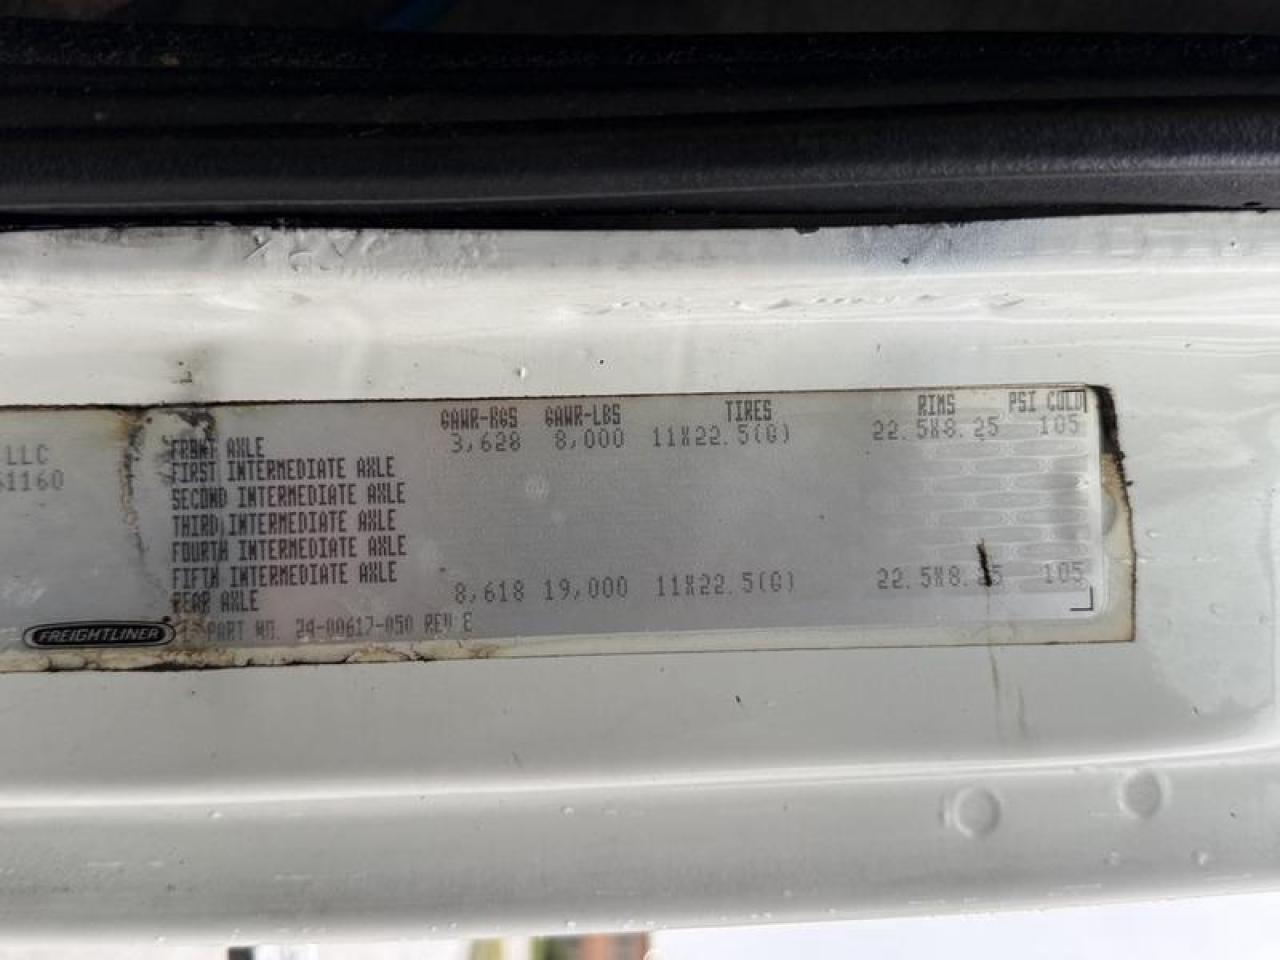 GAWR-KGS GAWR-LBS TIRES RIMS PSI COLD
FRONT AXLE 3,628 8,000 11X22.5(G) 22.5X8.25 105
FIRST INTERMEDIATE AXLE
SECOND INTERMEDIATE AXLE
THIRD INTERMEDIATE AXLE
FOURTH INTERMEDIATE AXLE
FIFTH INTERMEDIATE AXLE
REAR AXLE 8,618 19,000 11X22.5(G) 22.5X8.25 105
PART NO. 24-00617-050 REV E
LLC
61160
FREIGHTLINER